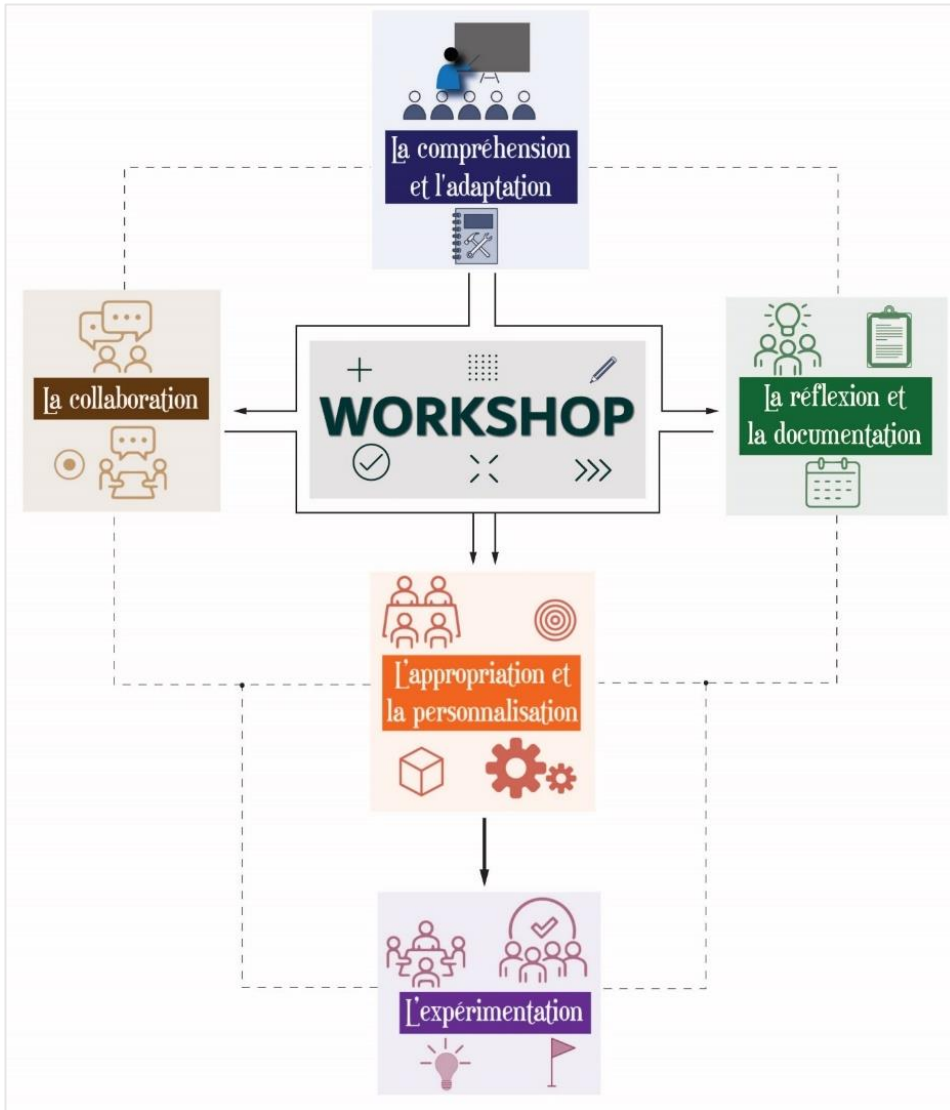 La compréhension
et l'adaptation
La collaboration
WORKSHOP
La réflexion et
la documentation
L'appropriation et
la personnalisation
L'expérimentation